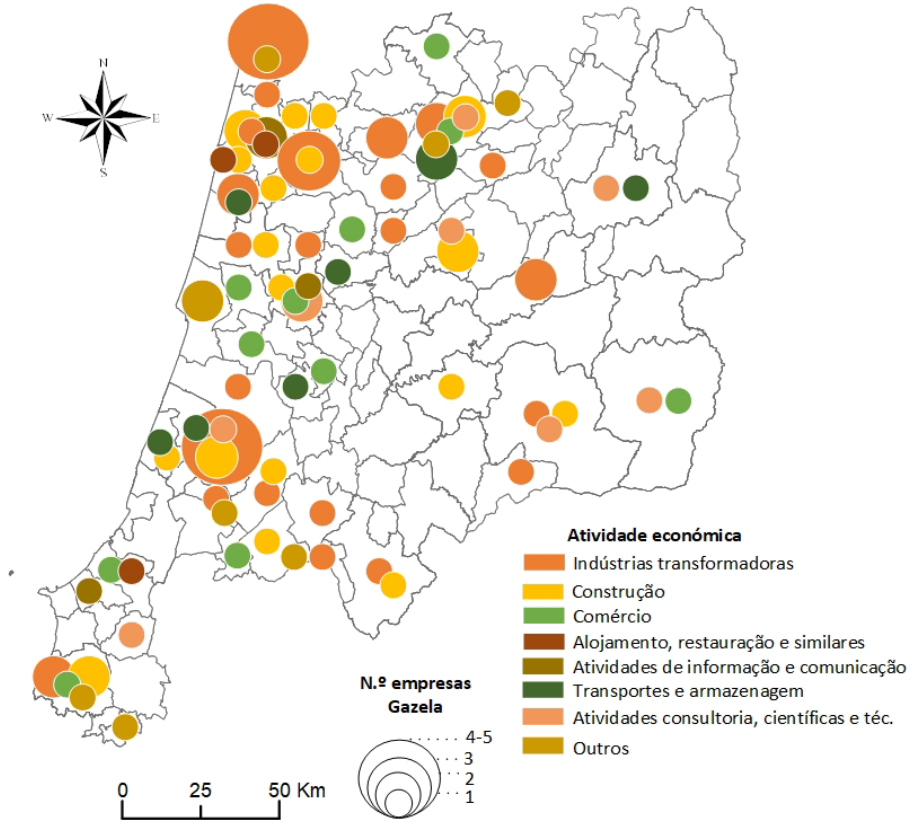 N
W
E
S
Atividade económica
Indústrias transformadoras
Construção
Comércio
Alojamento, restauração e similares
Atividades de informação e comunicação
Transportes e armazenagem
Atividades consultoria, científicas e téc.
Outros
N.º empresas
Gazela
4-5
3
2
1
0 25 50 Km